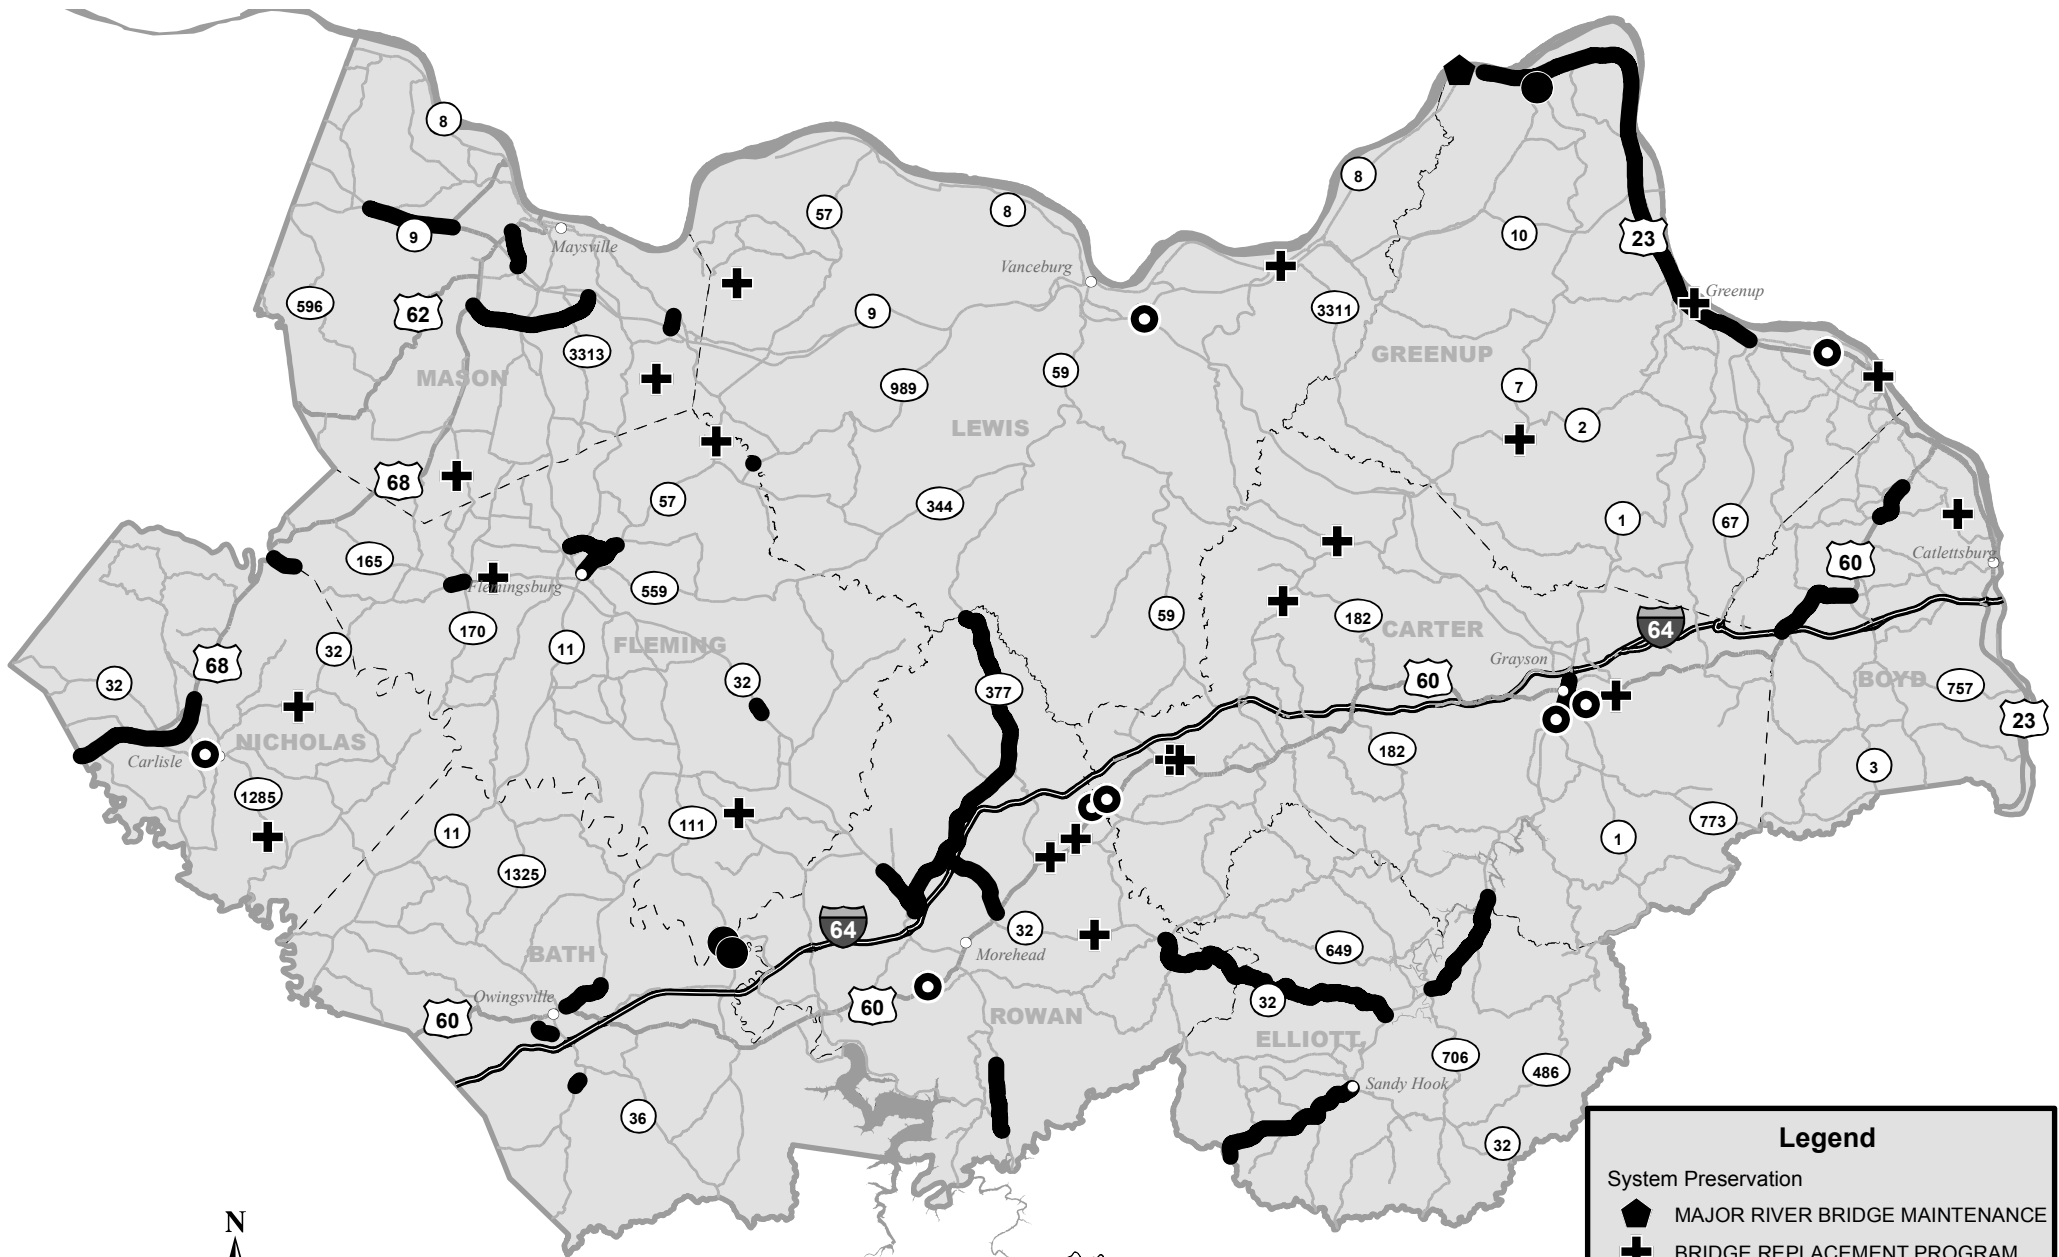 8
8
57
8
10
23
9
Maysville
Vanceburg
Greenup
596
62
9
3311
3313
GREENUP
MASON
989
59
7
2
LEWIS
68
57
344
1
67
165
60
Catlettsburg
Flemingsburg
559
59
182
CARTER
64
170
11
FLEMING
32
68
32
32
377
Grayson
60
BOYD
757
23
NICHOLAS
Carlisle
182
3
1285
111
11
773
1
1325
64
32
649
BATH
Morehead
Owingsville
60
60
ROWAN
32
ELLIOTT
706
486
Sandy Hook
36
32
Legend
System Preservation
MAJOR RIVER BRIDGE MAINTENANCE
BRIDGE REPLACEMENT PROGRAM
N